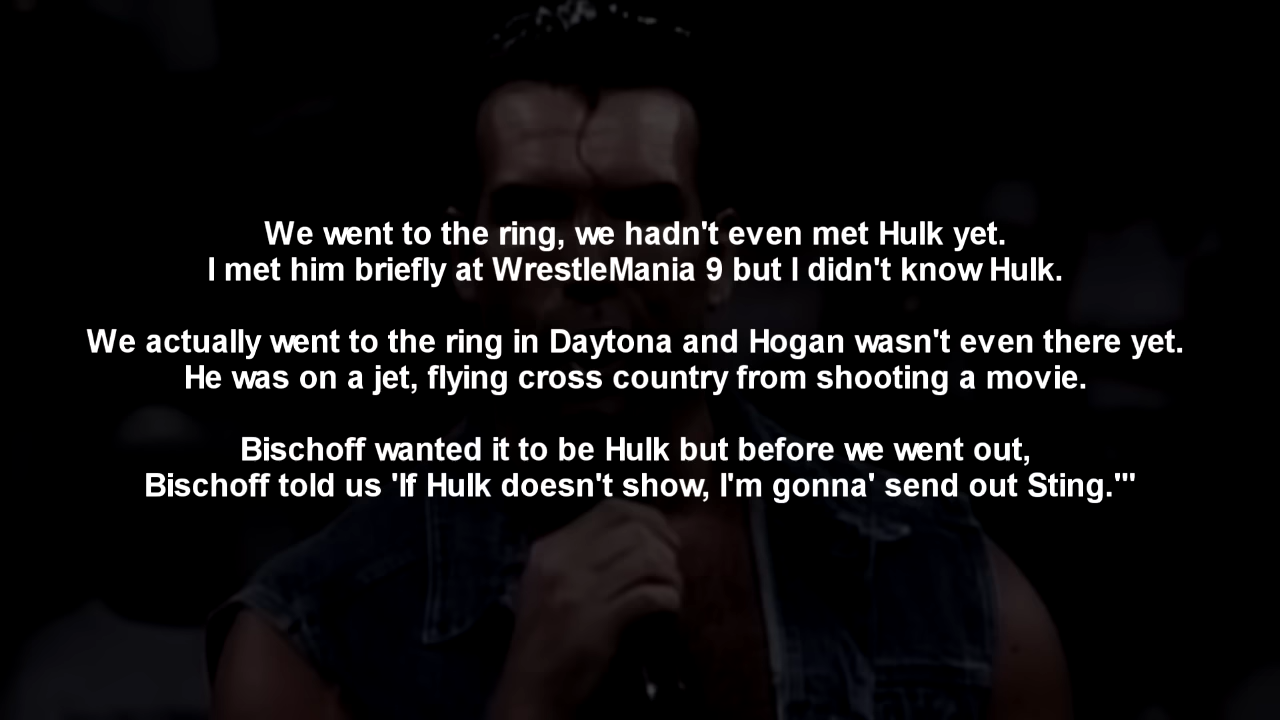 We went to the ring, we hadn't even met Hulk yet.
I met him briefly at WrestleMania 9 but I didn't know Hulk.
We actually went to the ring in Daytona and Hogan wasn't even there yet.
He was on a jet, flying cross country from shooting a movie.
Bischoff wanted it to be Hulk but before we went out,
Bischoff told us 'If Hulk doesn't show, I'm gonna' send out Sting.'"